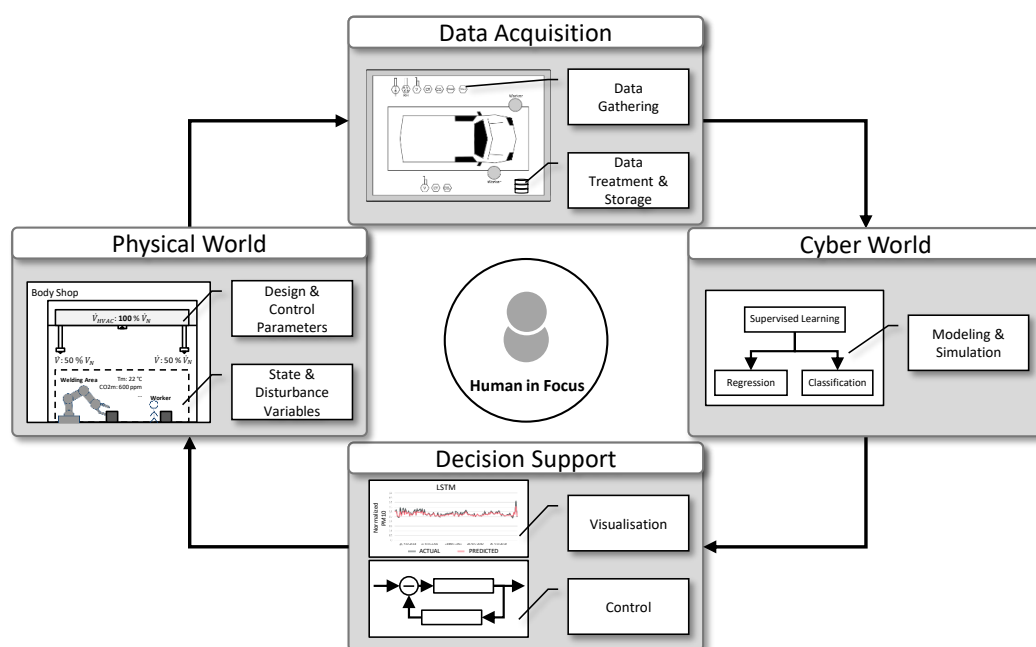 Data Acquisition
Worker
Worker
Data
Gathering
Data
Treatment &
Storage
Physical World
Body Shop
V̇HVAC: 100 % V̇N
V̇: 50 % V̇N
V̇: 50 % V̇N
Welding Area
Tm: 22 °C
CO2m: 600 ppm
...
Worker
Design &
Control
Parameters
State &
Disturbance
Variables
Human in Focus
Cyber World
Supervised Learning
Regression
Classification
Modeling &
Simulation
Decision Support
LSTM
Normalized
PM10
ACTUAL
PREDICTED
Visualisation
Control